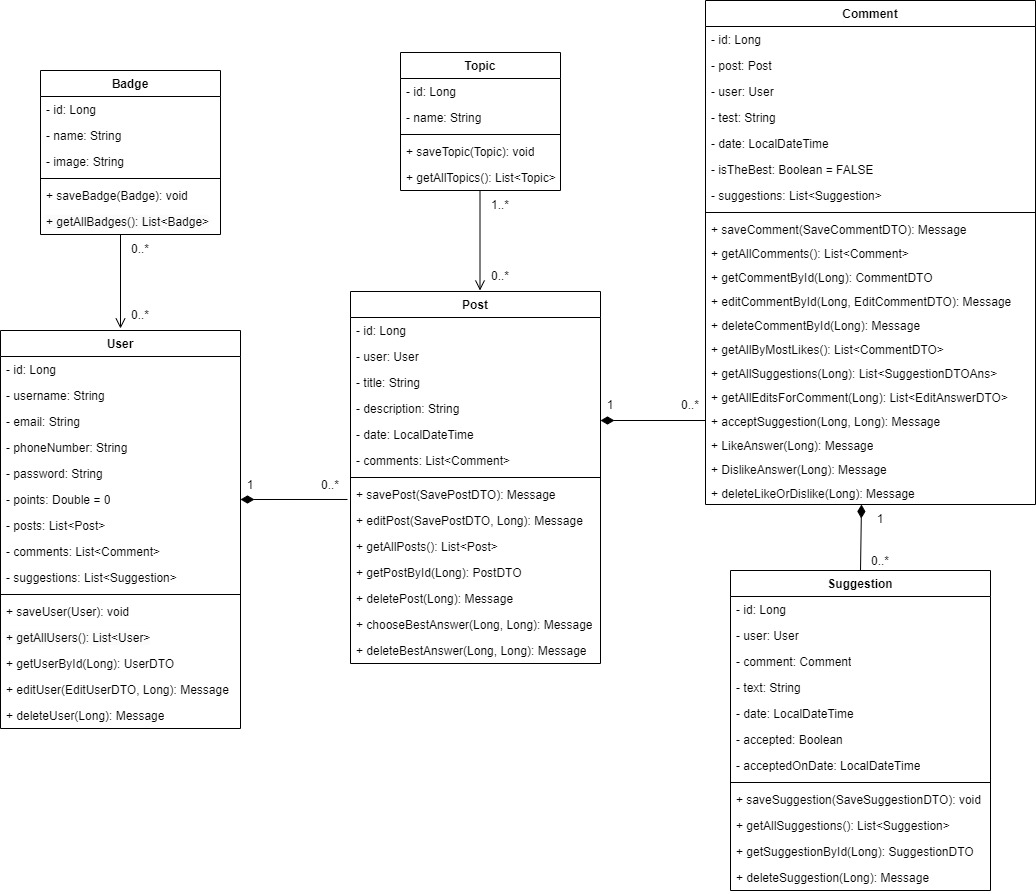 Badge
- id: Long
- name: String
- image: String
+ saveBadge(Badge): void
+ getAllBadges(): List<Badge>
0..*
0..*
User
- id: Long
- username: String
- email: String
- phoneNumber: String
- password: String
- points: Double = 0
- posts: List<Post>
- comments: List<Comment>
- suggestions: List<Suggestion>
+ saveUser(User): void
+ getAllUsers(): List<User>
+ getUserById(Long): UserDTO
+ editUser(EditUserDTO, Long): Message
+ deleteUser(Long): Message
1
0..*
Topic
- id: Long
- name: String
+ saveTopic(Topic): void
+ getAllTopics(): List<Topic>
1..*
0..*
Post
- id: Long
- user: User
- title: String
- description: String
- date: LocalDateTime
- comments: List<Comment>
+ savePost(SavePostDTO): Message
+ editPost(SavePostDTO, Long): Message
+ getAllPosts(): List<Post>
+ getPostById(Long): PostDTO
+ deletePost(Long): Message
+ chooseBestAnswer(Long, Long): Message
+ deleteBestAnswer(Long, Long): Message
1
0..*
Comment
- id: Long
- post: Post
- user: User
- test: String
- date: LocalDateTime
- isTheBest: Boolean = FALSE
- suggestions: List<Suggestion>
+ saveComment(SaveCommentDTO): Message
+ getAllComments(): List<Comment>
+ getCommentById(Long): CommentDTO
+ editCommentById(Long, EditCommentDTO): Message
+ deleteCommentById(Long): Message
+ getAllByMostLikes(): List<CommentDTO>
+ getAllSuggestions(Long): List<SuggestionDTOAns>
+ getAllEditsForComment(Long): List<EditAnswerDTO>
+ acceptSuggestion(Long, Long): Message
+ LikeAnswer(Long): Message
+ DislikeAnswer(Long): Message
+ deleteLikeOrDislike(Long): Message
1
0..*
Suggestion
- id: Long
- user: User
- comment: Comment
- text: String
- date: LocalDateTime
- accepted: Boolean
- acceptedOnDate: LocalDateTime
+ saveSuggestion(SaveSuggestionDTO): void
+ getAllSuggestions(): List<Suggestion>
+ getSuggestionById(Long): SuggestionDTO
+ deleteSuggestion(Long): Message